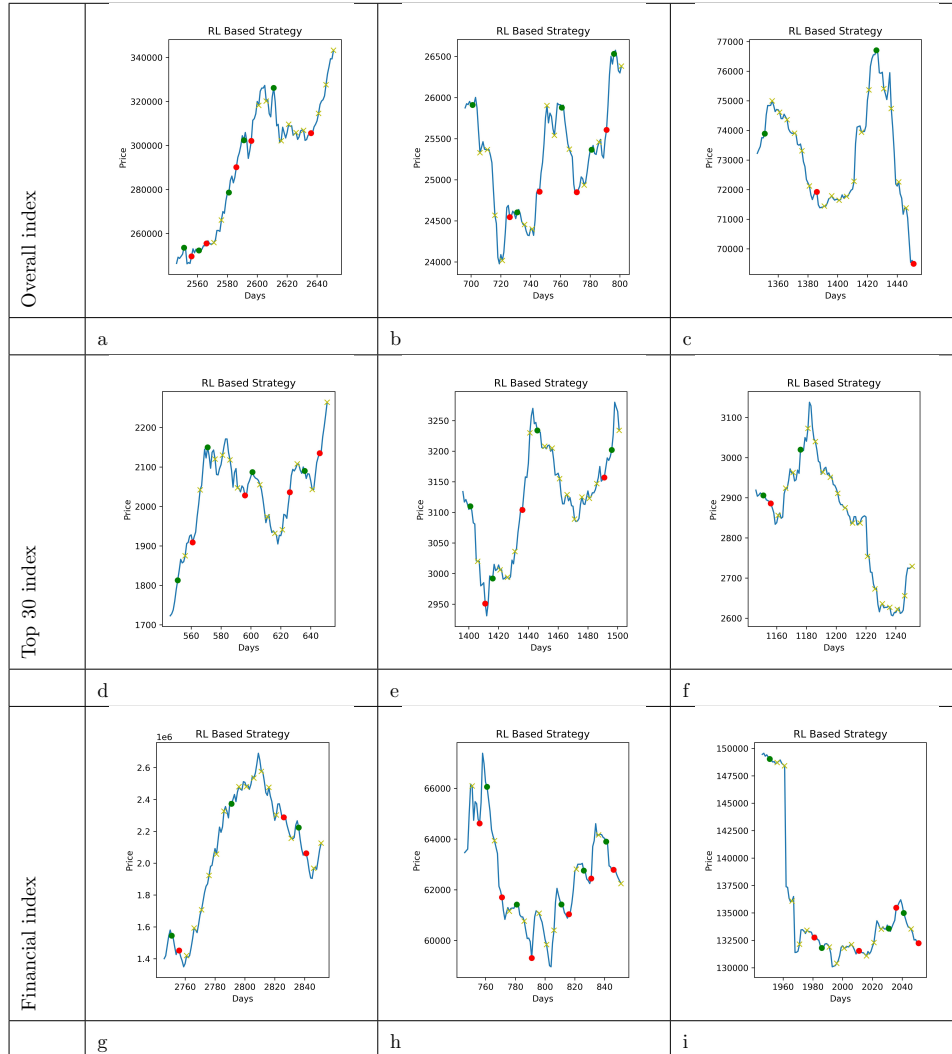 Overall index
RL Based Strategy
Price
340000
320000
300000
280000
260000
2560 2580 2600 2620 2640
Days
RL Based Strategy
Price
26500
26000
25500
25000
24500
24000
700 720 740 760 780 800
Days
RL Based Strategy
Price
77000
76000
75000
74000
73000
72000
71000
70000
1360 1380 1400 1420 1440
Days
a
b
c
Top 30 index
RL Based Strategy
Price
2200
2100
2000
1900
1800
1700
560 580 600 620 640
Days
RL Based Strategy
Price
3250
3200
3150
3100
3050
3000
2950
1400 1420 1440 1460 1480 1500
Days
RL Based Strategy
Price
3100
3000
2900
2800
2700
2600
1160 1180 1200 1220 1240
Days
d
e
f
Financial index
RL Based Strategy
1e6
Price
2.6
2.4
2.2
2.0
1.8
1.6
1.4
2760 2780 2800 2820 2840
Days
RL Based Strategy
Price
66000
64000
62000
60000
760 780 800 820 840
Days
RL Based Strategy
Price
150000
147500
145000
142500
140000
137500
135000
132500
130000
1960 1980 2000 2020 2040
Days
g
h
i